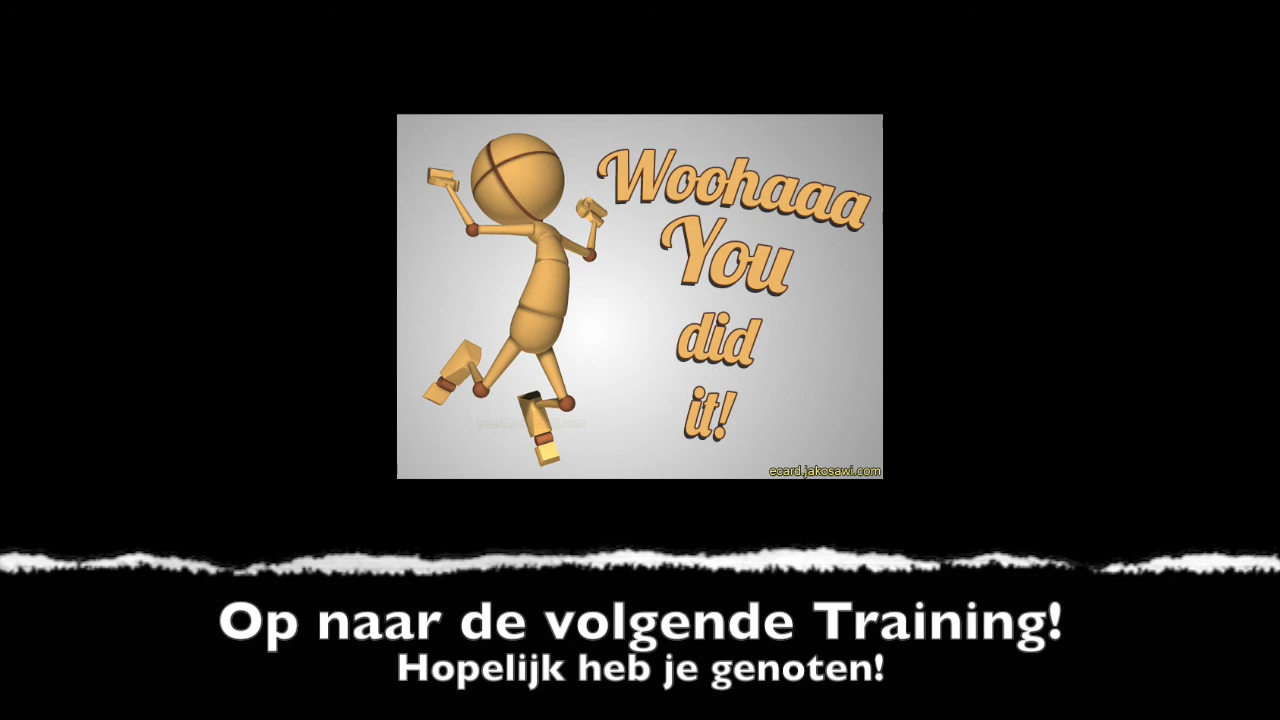 Woohaaa
You
did
it!
ecard.jakosawi.com
Op naar de volgende Training!
Hopelijk heb je genoten!